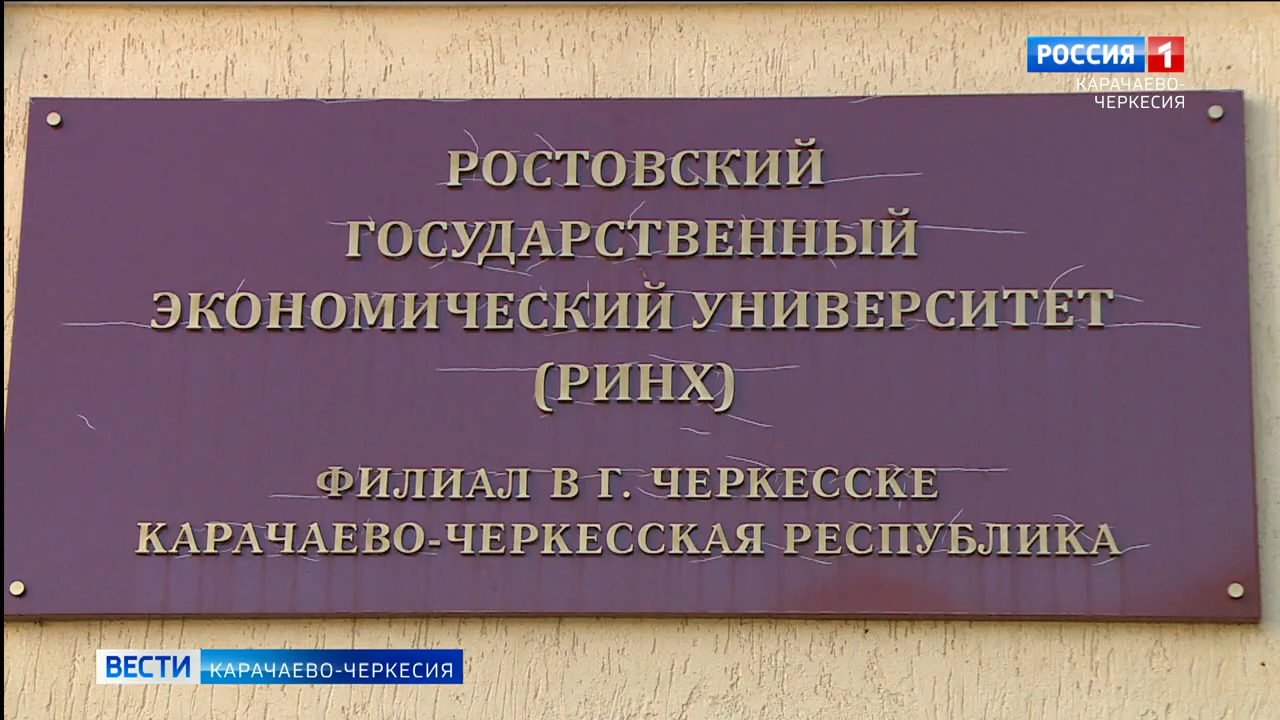 РОССИЯ 1
КАРАЧАЕВО-
ЧЕРКЕСИЯ
РОСТОВСКИЙ
ГОСУДАРСТВЕННЫЙ
ЭКОНОМИЧЕСКИЙ УНИВЕРСИТЕТ
(РИНХ)
ФИЛИАЛ В Г. ЧЕРКЕССКЕ
КАРАЧАЕВО-ЧЕРКЕССКАЯ РЕСПУБЛИКА
ВЕСТИ КАРАЧАЕВО-ЧЕРКЕСИЯ